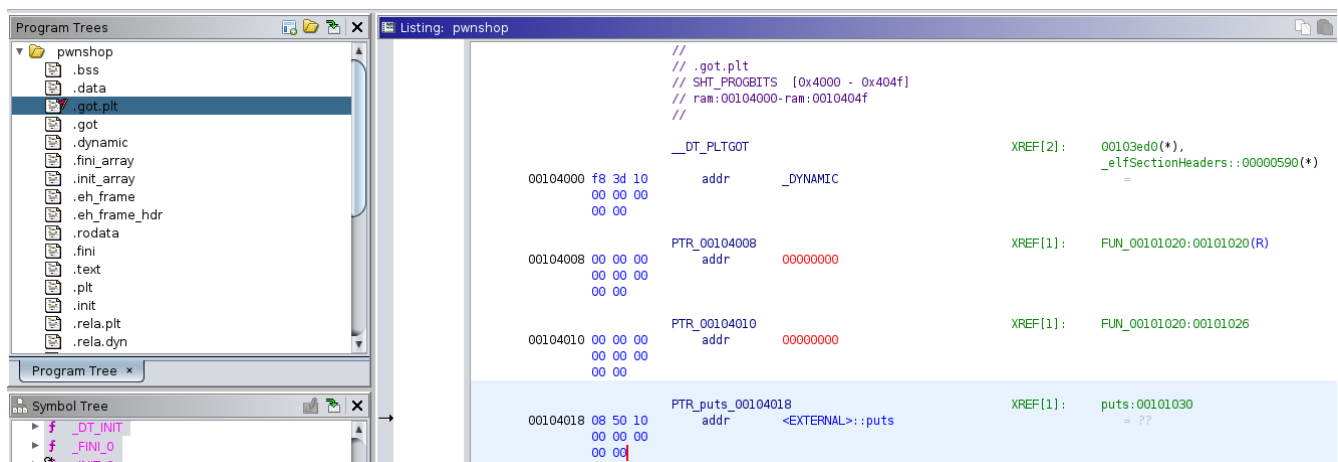 Program Trees
pwnshop
.bss
.data
.got.plt
.got
.dynamic
.fini_array
.init_array
.eh_frame
.eh_frame_hdr
.rodata
.fini
.text
.plt
.init
.rela.plt
.rela.dyn
Program Tree ×
Symbol Tree
_DT_INIT
_FINI_0
Listing: pwnshop
//
// .got.plt
// SHT_PROGBITS [0x4000 - 0x404f]
// ram:00104000-ram:0010404f
//
__DT_PLTGOT XREF[2]: 00103ed0(*),
_elfSectionHeaders::00000590(*)
00104000 f8 3d 10 addr _DYNAMIC =
00 00 00
00 00
PTR_00104008 XREF[1]: FUN_00101020:00101020(R)
00104008 00 00 00 addr 00000000
00 00 00
00 00
PTR_00104010 XREF[1]: FUN_00101020:00101026
00104010 00 00 00 addr 00000000
00 00 00
00 00
PTR_puts_00104018 XREF[1]: puts:00101030
00104018 08 50 10 addr <EXTERNAL>::puts = ??
00 00 00
00 00